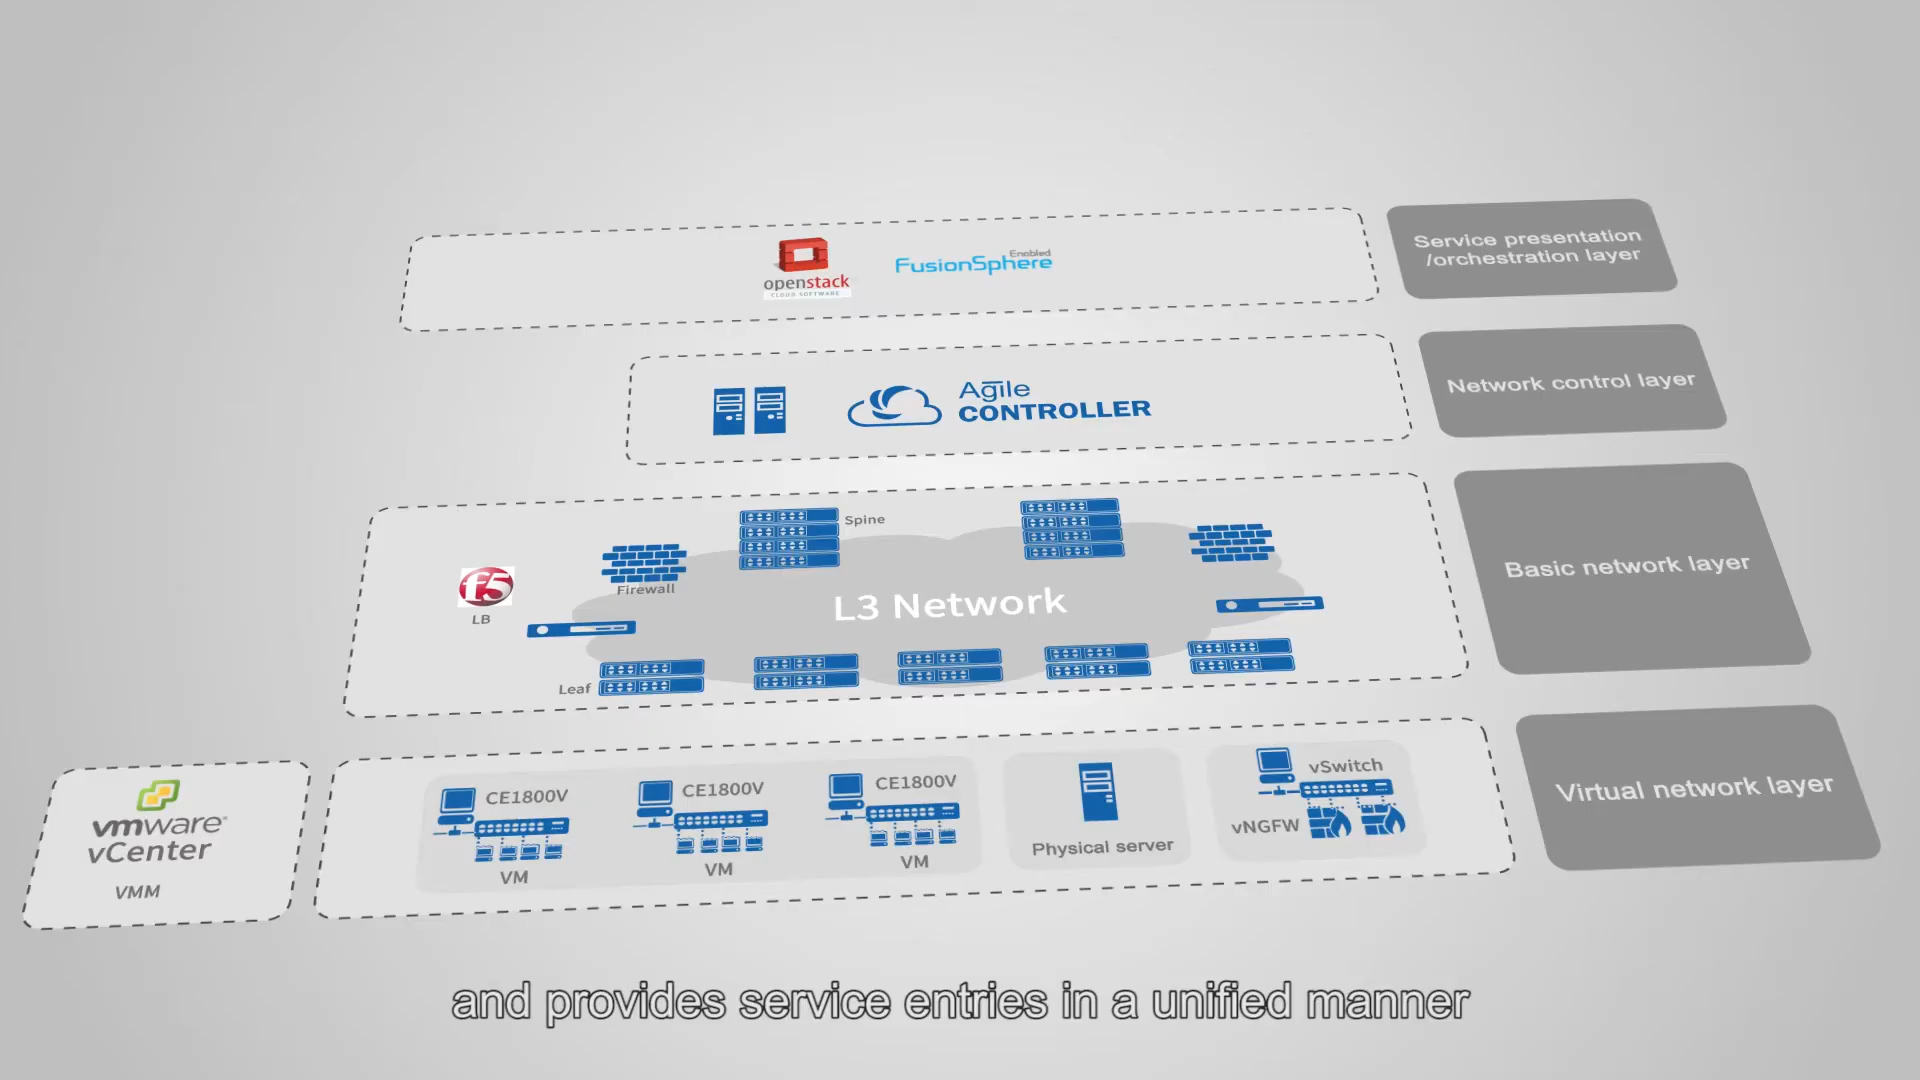 openstack
CLOUD SOFTWARE
Enabled
FusionSphere
Service presentation
/orchestration layer
Agile
CONTROLLER
Network control layer
Spine
Firewall
f5
LB
L3 Network
Leaf
Basic network layer
vmware
vCenter
VMM
CE1800V
VM
CE1800V
VM
CE1800V
VM
Physical server
vSwitch
vNGFW
Virtual network layer
and provides service entries in a unified manner